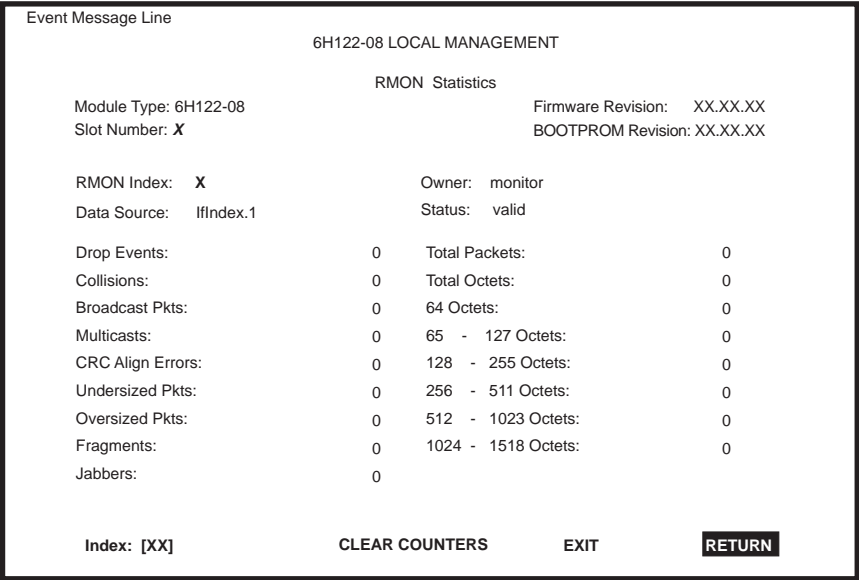 Event Message Line
6H122-08 LOCAL MANAGEMENT
RMON Statistics
Module Type: 6H122-08 Firmware Revision: XX.XX.XX
Slot Number: X BOOTPROM Revision: XX.XX.XX
RMON Index: X Owner: monitor
Data Source: IfIndex.1 Status: valid
Drop Events: 0 Total Packets: 0
Collisions: 0 Total Octets: 0
Broadcast Pkts: 0 64 Octets: 0
Multicasts: 0 65 - 127 Octets: 0
CRC Align Errors: 0 128 - 255 Octets: 0
Undersized Pkts: 0 256 - 511 Octets: 0
Oversized Pkts: 0 512 - 1023 Octets: 0
Fragments: 0 1024 - 1518 Octets: 0
Jabbers: 0
Index: [XX] CLEAR COUNTERS EXIT RETURN